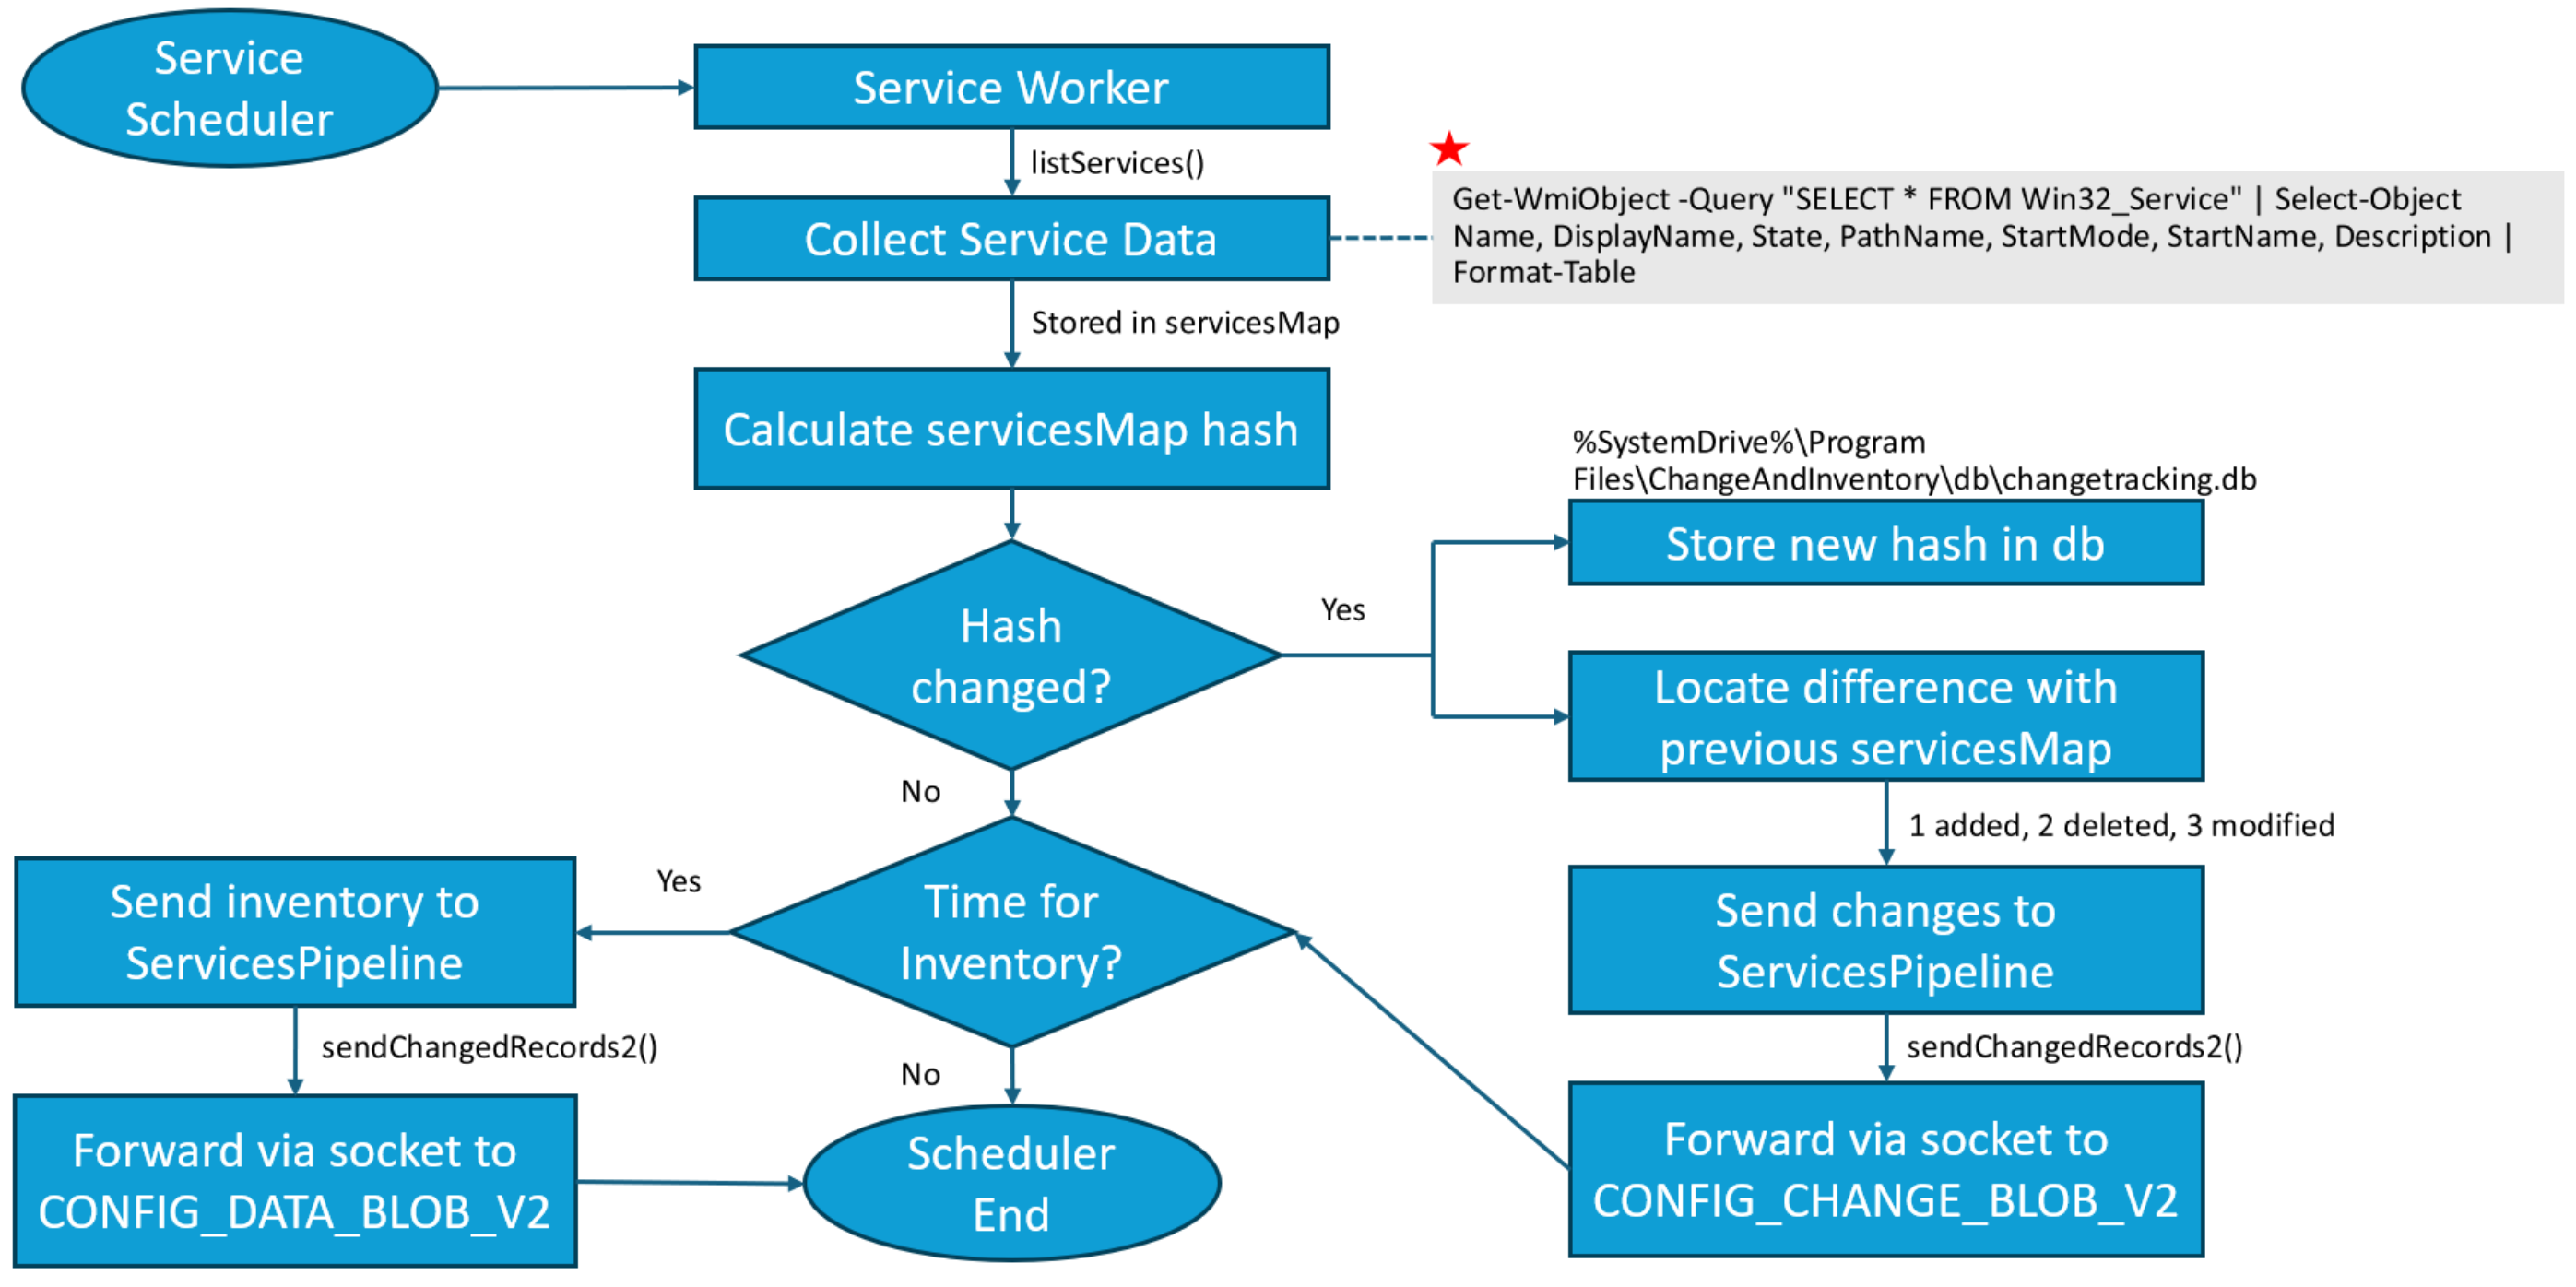 Service
Scheduler
Service Worker
listServices()
Collect Service Data
Get-WmiObject -Query "SELECT * FROM Win32_Service" | Select-Object
Name, DisplayName, State, PathName, StartMode, StartName, Description |
Format-Table
Stored in servicesMap
Calculate servicesMap hash
Hash
changed?
Yes
%SystemDrive%\Program
Files\ChangeAndInventory\db\changetracking.db
Store new hash in db
Locate difference with
previous servicesMap
1 added, 2 deleted, 3 modified
Send changes to
ServicesPipeline
sendChangedRecords2()
Forward via socket to
CONFIG_CHANGE_BLOB_V2
No
Time for
Inventory?
Yes
Send inventory to
ServicesPipeline
sendChangedRecords2()
Forward via socket to
CONFIG_DATA_BLOB_V2
No
Scheduler
End